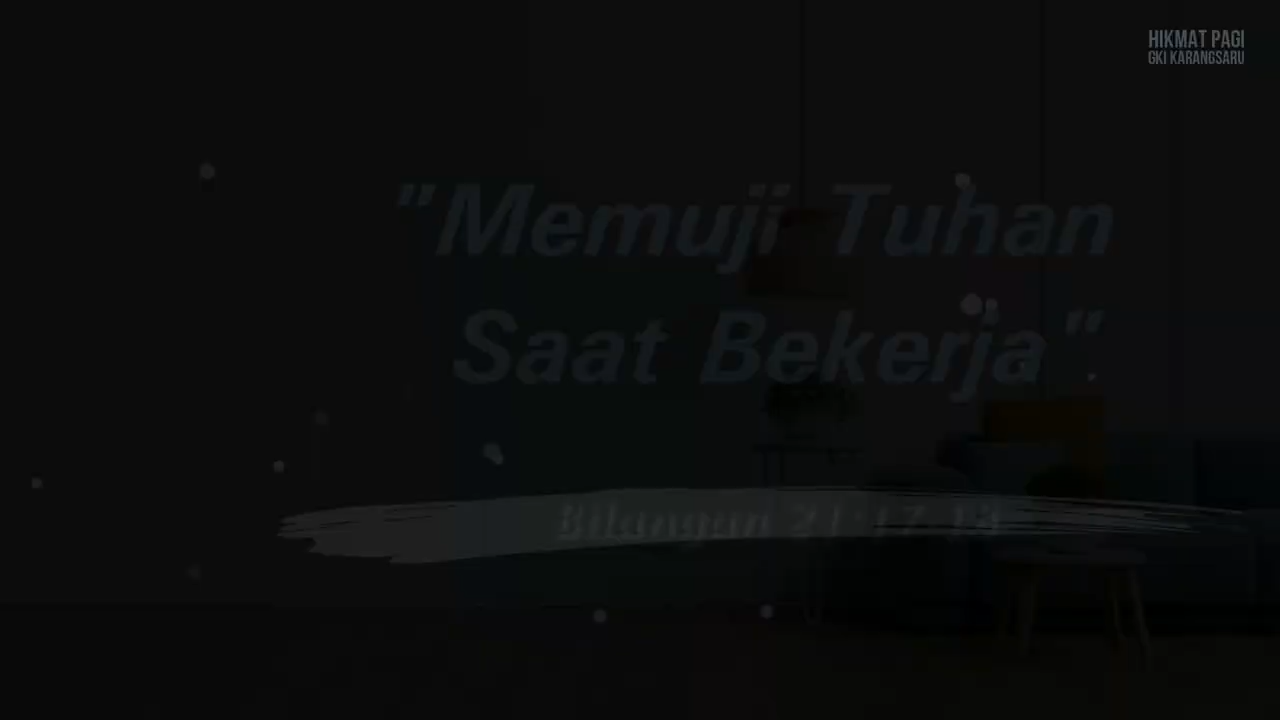 HIKMAT PAGI
GKI KARANGSARU
"Memuji Tuhan
Saat Bekerja"
Bilangan 21:17-18